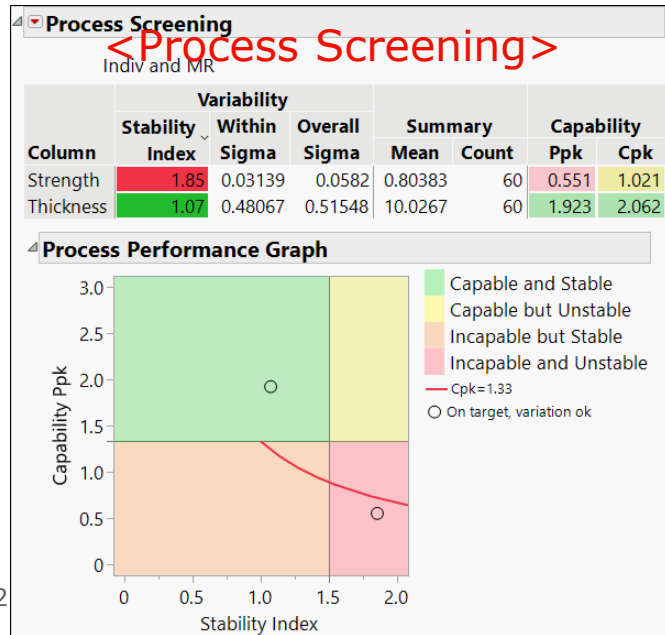 Process Screening
<Process Screening>
Indiv and MR
Variability
Stability Within Overall Summary Capability
Column Index Sigma Sigma Mean Count Ppk Cpk
Strength 1.85 0.03139 0.0582 0.80383 60 0.551 1.021
Thickness 1.07 0.48067 0.51548 10.0267 60 1.923 2.062
Process Performance Graph
Capability Ppk
3.0
2.5
2.0
1.5
1.0
0.5
0
0 0.5 1.0 1.5 2.0
Stability Index
Capable and Stable
Capable but Unstable
Incapable but Stable
Incapable and Unstable
Cpk=1.33
On target, variation ok
2